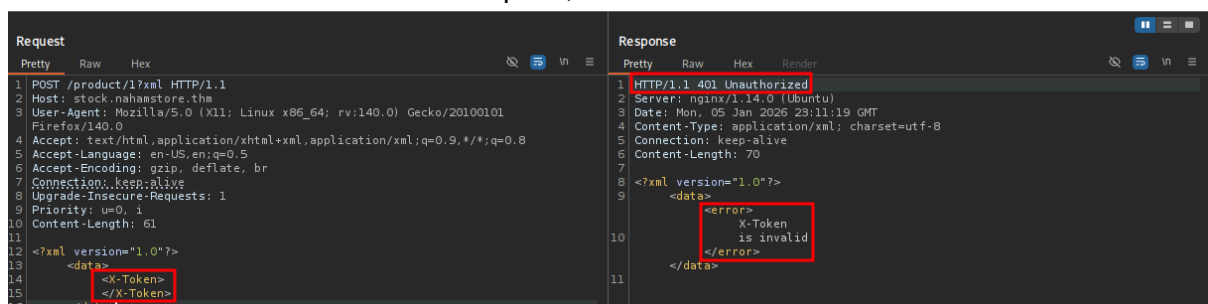 Request
Pretty Raw Hex \n
1 POST /product/1?xml HTTP/1.1
2 Host: stock.nahamstore.thm
3 User-Agent: Mozilla/5.0 (X11; Linux x86_64; rv:140.0) Gecko/20100101
Firefox/140.0
4 Accept: text/html,application/xhtml+xml,application/xml;q=0.9,*/*;q=0.8
5 Accept-Language: en-US,en;q=0.5
6 Accept-Encoding: gzip, deflate, br
7 Connection: keep-alive
8 Upgrade-Insecure-Requests: 1
9 Priority: u=0, i
10 Content-Length: 61
11
12 <?xml version="1.0"?>
13 <data>
14 <X-Token>
15 </X-Token>
Response
Pretty Raw Hex Render \n
1 HTTP/1.1 401 Unauthorized
2 Server: nginx/1.14.0 (Ubuntu)
3 Date: Mon, 05 Jan 2026 23:11:19 GMT
4 Content-Type: application/xml; charset=utf-8
5 Connection: keep-alive
6 Content-Length: 70
7
8 <?xml version="1.0"?>
9 <data>
<error>
X-Token
10 is invalid
</error>
</data>
11